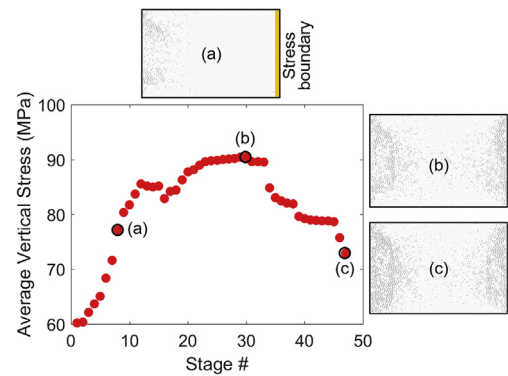 (a)
Stress
boundary
Average Vertical Stress (MPa)
100
90
80
70
60
(a)
(b)
(c)
0
10
20
30
40
50
Stage #
(b)
(c)